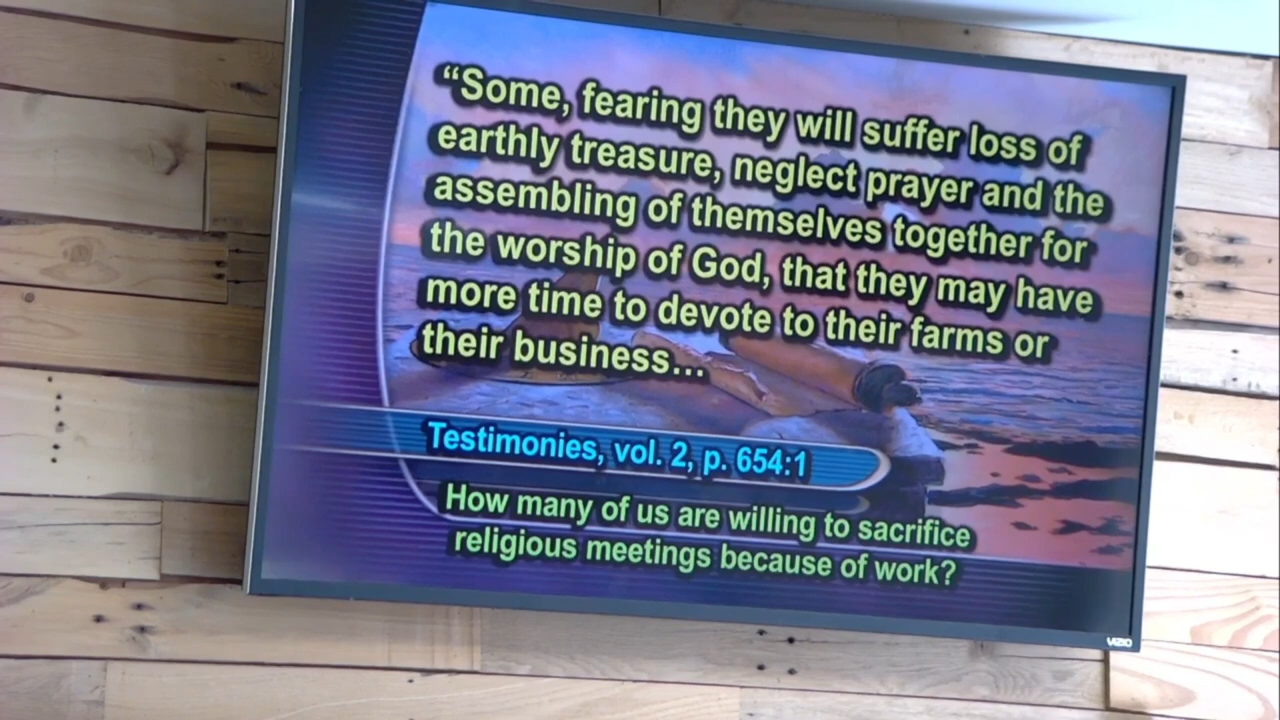 “Some, fearing they will suffer loss of
earthly treasure, neglect prayer and the
assembling of themselves together for
the worship of God, that they may have
more time to devote to their farms or
their business...
Testimonies, vol. 2, p. 654:1
How many of us are willing to sacrifice
religious meetings because of work?
VIZIO